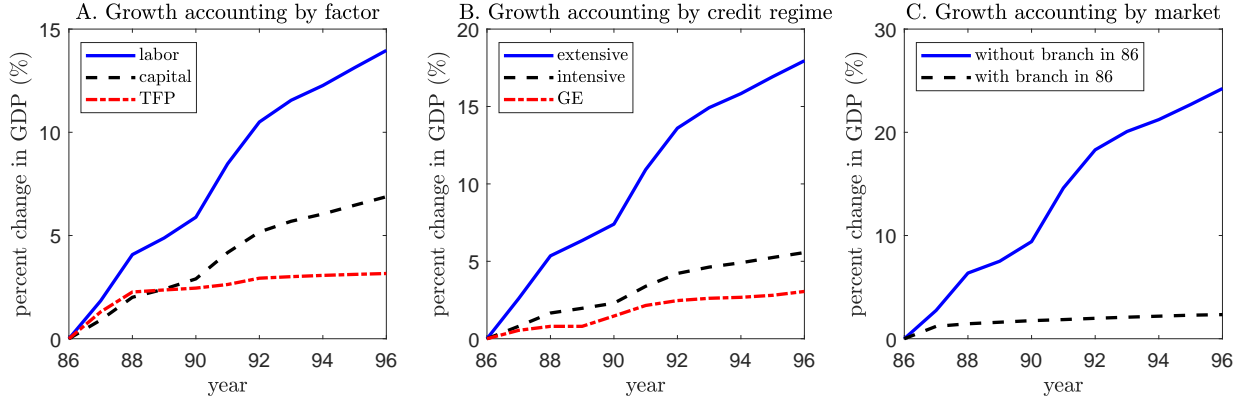 A. Growth accounting by factor
percent change in GDP (%)
15
10
5
0
labor
capital
TFP
86 88 90 92 94 96
year
B. Growth accounting by credit regime
percent change in GDP (%)
20
15
10
5
0
extensive
intensive
GE
86 88 90 92 94 96
year
C. Growth accounting by market
percent change in GDP (%)
30
20
10
0
without branch in 86
with branch in 86
86 88 90 92 94 96
year